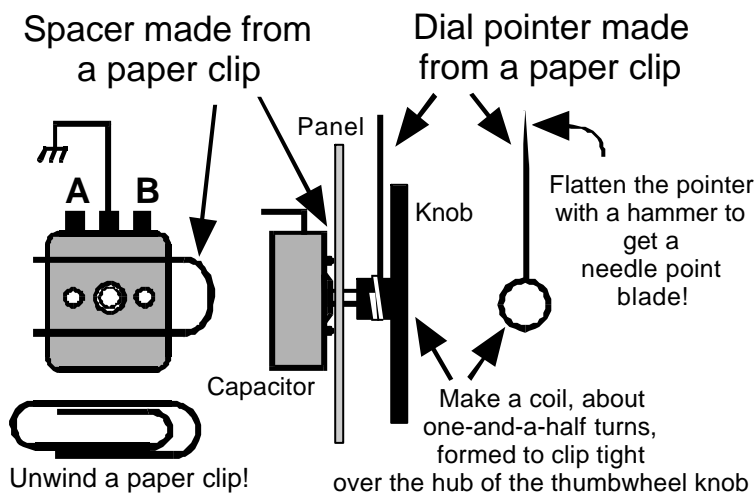 Spacer made from
a paper clip
Dial pointer made
from a paper clip
Panel
A B
Knob
Flatten the pointer
with a hammer to
get a
needle point
blade!
Capacitor
Make a coil, about
one-and-a-half turns,
formed to clip tight
over the hub of the thumbwheel knob
Unwind a paper clip!